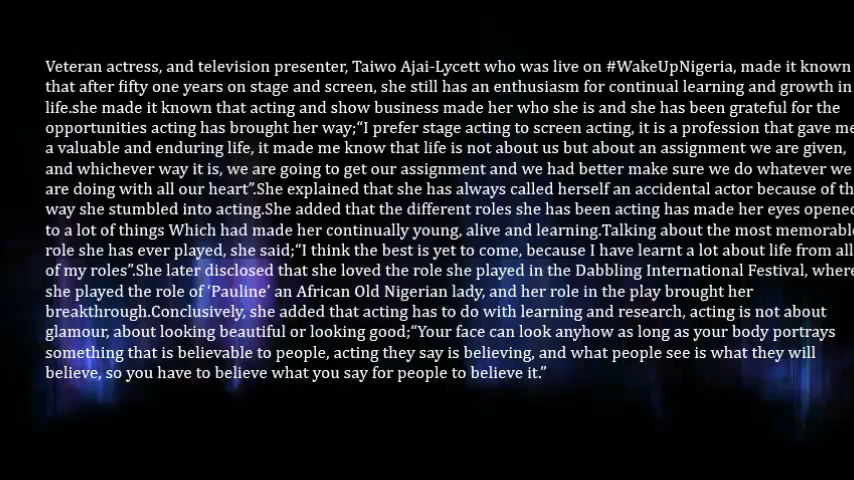 Veteran actress, and television presenter, Taiwo Ajai-Lycett who was live on #WakeUpNigeria, made it known
that after fifty one years on stage and screen, she still has an enthusiasm for continual learning and growth in
life.she made it known that acting and show business made her who she is and she has been grateful for the
opportunities acting has brought her way;“I prefer stage acting to screen acting, it is a profession that gave me
a valuable and enduring life, it made me know that life is not about us but about an assignment we are given,
and whichever way it is, we are going to get our assignment and we had better make sure we do whatever we
are doing with all our heart”.She explained that she has always called herself an accidental actor because of th
way she stumbled into acting.She added that the different roles she has been acting has made her eyes opened
to a lot of things Which had made her continually young, alive and learning.Talking about the most memorable
role she has ever played, she said;“I think the best is yet to come, because I have learnt a lot about life from all
of my roles”.She later disclosed that she loved the role she played in the Dabbling International Festival, where
she played the role of ‘Pauline’ an African Old Nigerian lady, and her role in the play brought her
breakthrough.Conclusively, she added that acting has to do with learning and research, acting is not about
glamour, about looking beautiful or looking good;“Your face can look anyhow as long as your body portrays
something that is believable to people, acting they say is believing, and what people see is what they will
believe, so you have to believe what you say for people to believe it.”